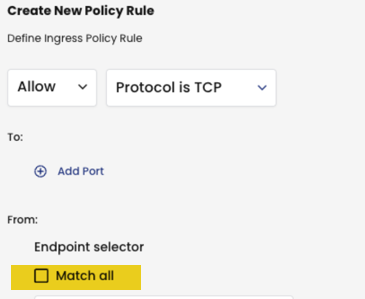 Create New Policy Rule
Define Ingress Policy Rule
Allow Protocol is TCP
To:
Add Port
From:
Endpoint selector
Match all